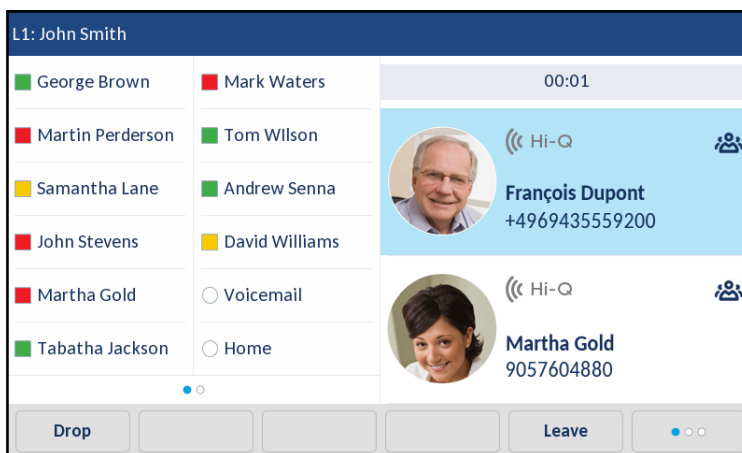 L1: John Smith
George Brown
Mark Waters
Martin Perderson
Tom WIlson
Samantha Lane
Andrew Senna
John Stevens
David Williams
Martha Gold
Voicemail
Tabatha Jackson
Home
00:01
Hi-Q
François Dupont
+4969435559200
Hi-Q
Martha Gold
9057604880
Drop
Leave